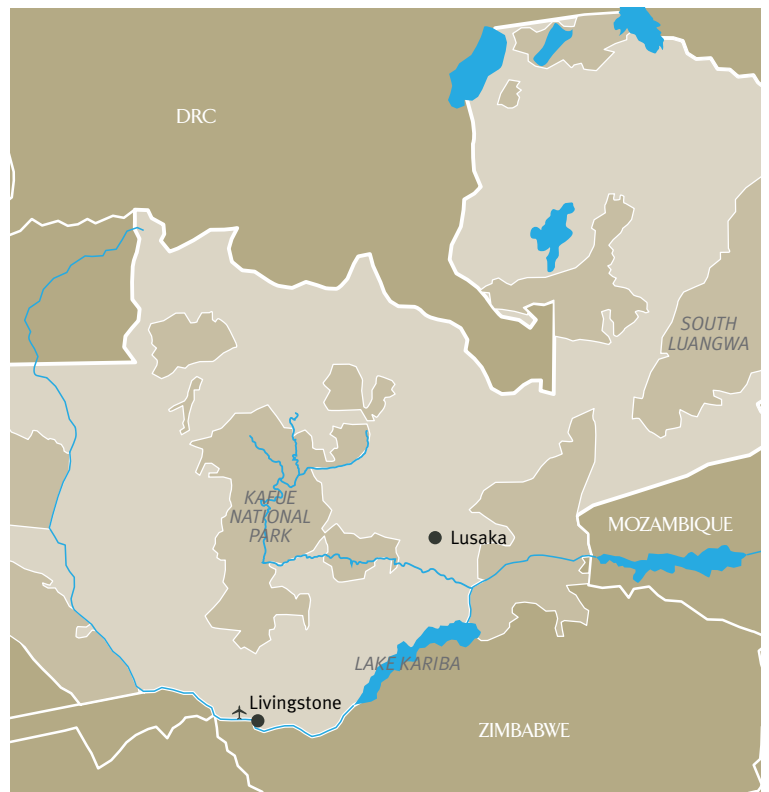 DRC
SOUTH
LUANGWA
KAFUE
NATIONAL
PARK
MOZAMBIQUE
Lusaka
LAKE KARIBA
Livingstone
ZIMBABWE